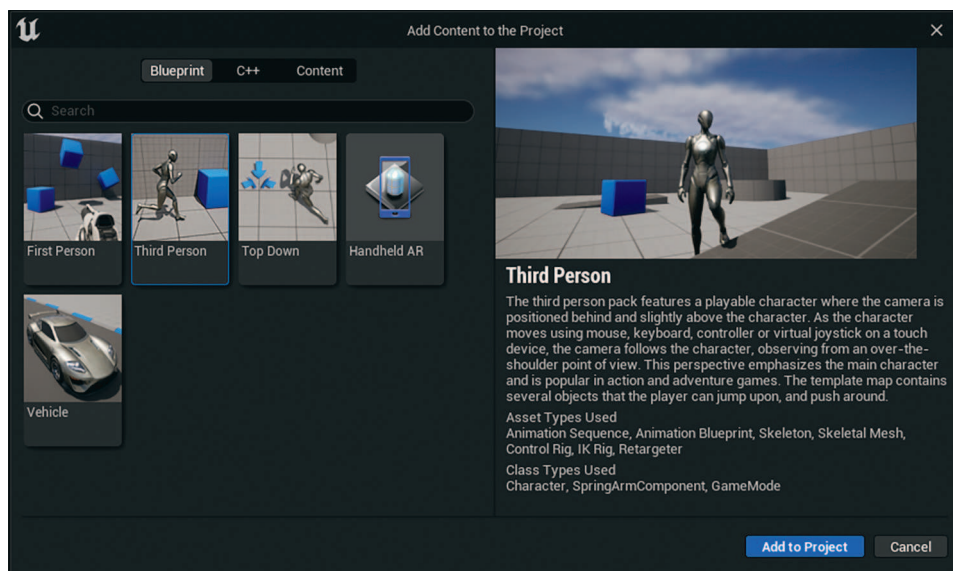 Add Content to the Project
Blueprint
C++
Content
Search
First Person
Third Person
Top Down
Handheld AR
Vehicle
Third Person
The third person pack features a playable character where the camera is
positioned behind and slightly above the character. As the character
moves using mouse, keyboard, controller or virtual joystick on a touch
device, the camera follows the character, observing from an over-the-
shoulder point of view. This perspective emphasizes the main character
and is popular in action and adventure games. The template map contains
several objects that the player can jump upon, and push around.
Asset Types Used
Animation Sequence, Animation Blueprint, Skeleton, Skeletal Mesh,
Control Rig, IK Rig, Retargeter
Class Types Used
Character, SpringArmComponent, GameMode
Add to Project
Cancel